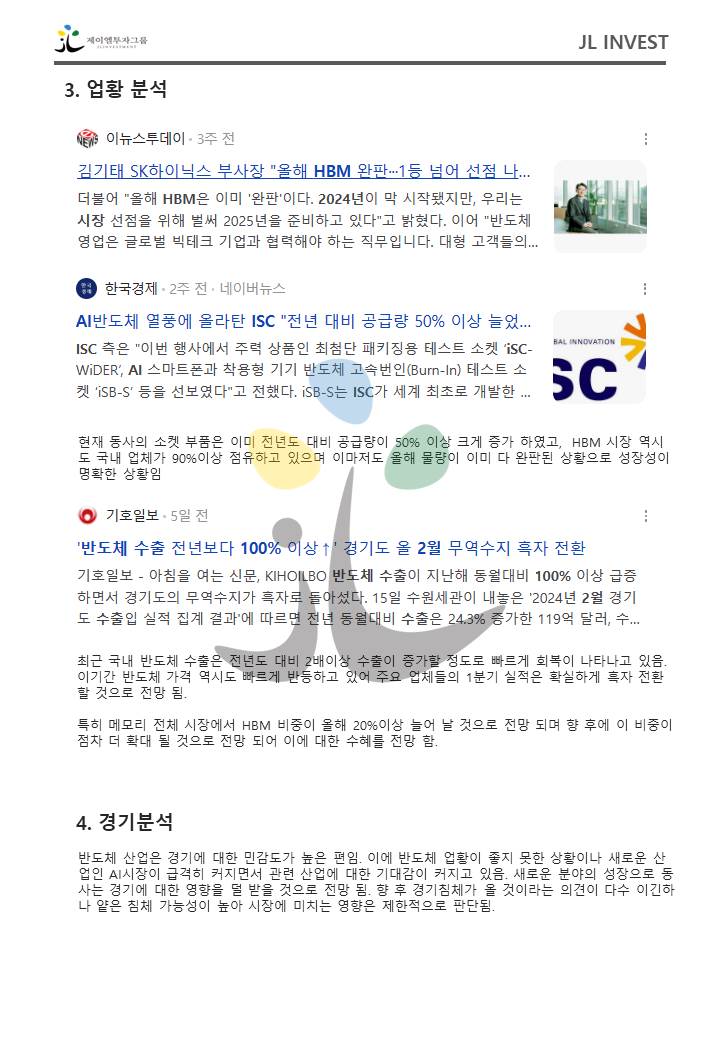 제이엘투자그룹
JL INVESTMENT
JL INVEST
3. 업황 분석
NEWS
이뉴스투데이 · 3주 전
김기태 SK하이닉스 부사장 "올해 HBM 완판…1등 넘어 선점 나...
더불어 "올해 HBM은 이미 '완판'이다. 2024년이 막 시작됐지만, 우리는
시장 선점을 위해 벌써 2025년을 준비하고 있다"고 밝혔다. 이어 "반도체
영업은 글로벌 빅테크 기업과 협력해야 하는 직무입니다. 대형 고객들의...
한국경제 · 2주 전 · 네이버뉴스
AI반도체 열풍에 올라탄 ISC "전년 대비 공급량 50% 이상 늘었...
ISC 측은 "이번 행사에서 주력 상품인 최첨단 패키징용 테스트 소켓 ‘iSC-
WiDER’, AI 스마트폰과 착용형 기기 반도체 고속번인(Burn-In) 테스트 소
켓 ‘iSB-S’ 등을 선보였다"고 전했다. iSB-S는 ISC가 세계 최초로 개발한 ...
BAL INNOVATION
SC
현재 동사의 소켓 부품은 이미 전년도 대비 공급량이 50% 이상 크게 증가 하였고, HBM 시장 역시
도 국내 업체가 90%이상 점유하고 있으며 이마저도 올해 물량이 이미 다 완판된 상황으로 성장성이
명확한 상황임
기호일보 · 5일 전
'반도체 수출 전년보다 100% 이상↑' 경기도 올 2월 무역수지 흑자 전환
기호일보 - 아침을 여는 신문, KIHOILBO 반도체 수출이 지난해 동월대비 100% 이상 급증
하면서 경기도의 무역수지가 흑자로 돌아섰다. 15일 수원세관이 내놓은 '2024년 2월 경기
도 수출입 실적 집계 결과'에 따르면 전년 동월대비 수출은 24.3% 증가한 119억 달러, 수...
최근 국내 반도체 수출은 전년도 대비 2배이상 수출이 증가할 정도로 빠르게 회복이 나타나고 있음.
이기간 반도체 가격 역시도 빠르게 반등하고 있어 주요 업체들의 1분기 실적은 확실하게 흑자 전환
할 것으로 전망 됨.
특히 메모리 전체 시장에서 HBM 비중이 올해 20%이상 늘어 날 것으로 전망 되며 향 후에 이 비중이
점차 더 확대 될 것으로 전망 되어 이에 대한 수혜를 전망 함.
4. 경기분석
반도체 산업은 경기에 대한 민감도가 높은 편임. 이에 반도체 업황이 좋지 못한 상황이나 새로운 산
업인 AI시장이 급격히 커지면서 관련 산업에 대한 기대감이 커지고 있음. 새로운 분야의 성장으로 동
사는 경기에 대한 영향을 덜 받을 것으로 전망 됨. 향 후 경기침체가 올 것이라는 의견이 다수 이긴하
나 얕은 침체 가능성이 높아 시장에 미치는 영향은 제한적으로 판단됨.